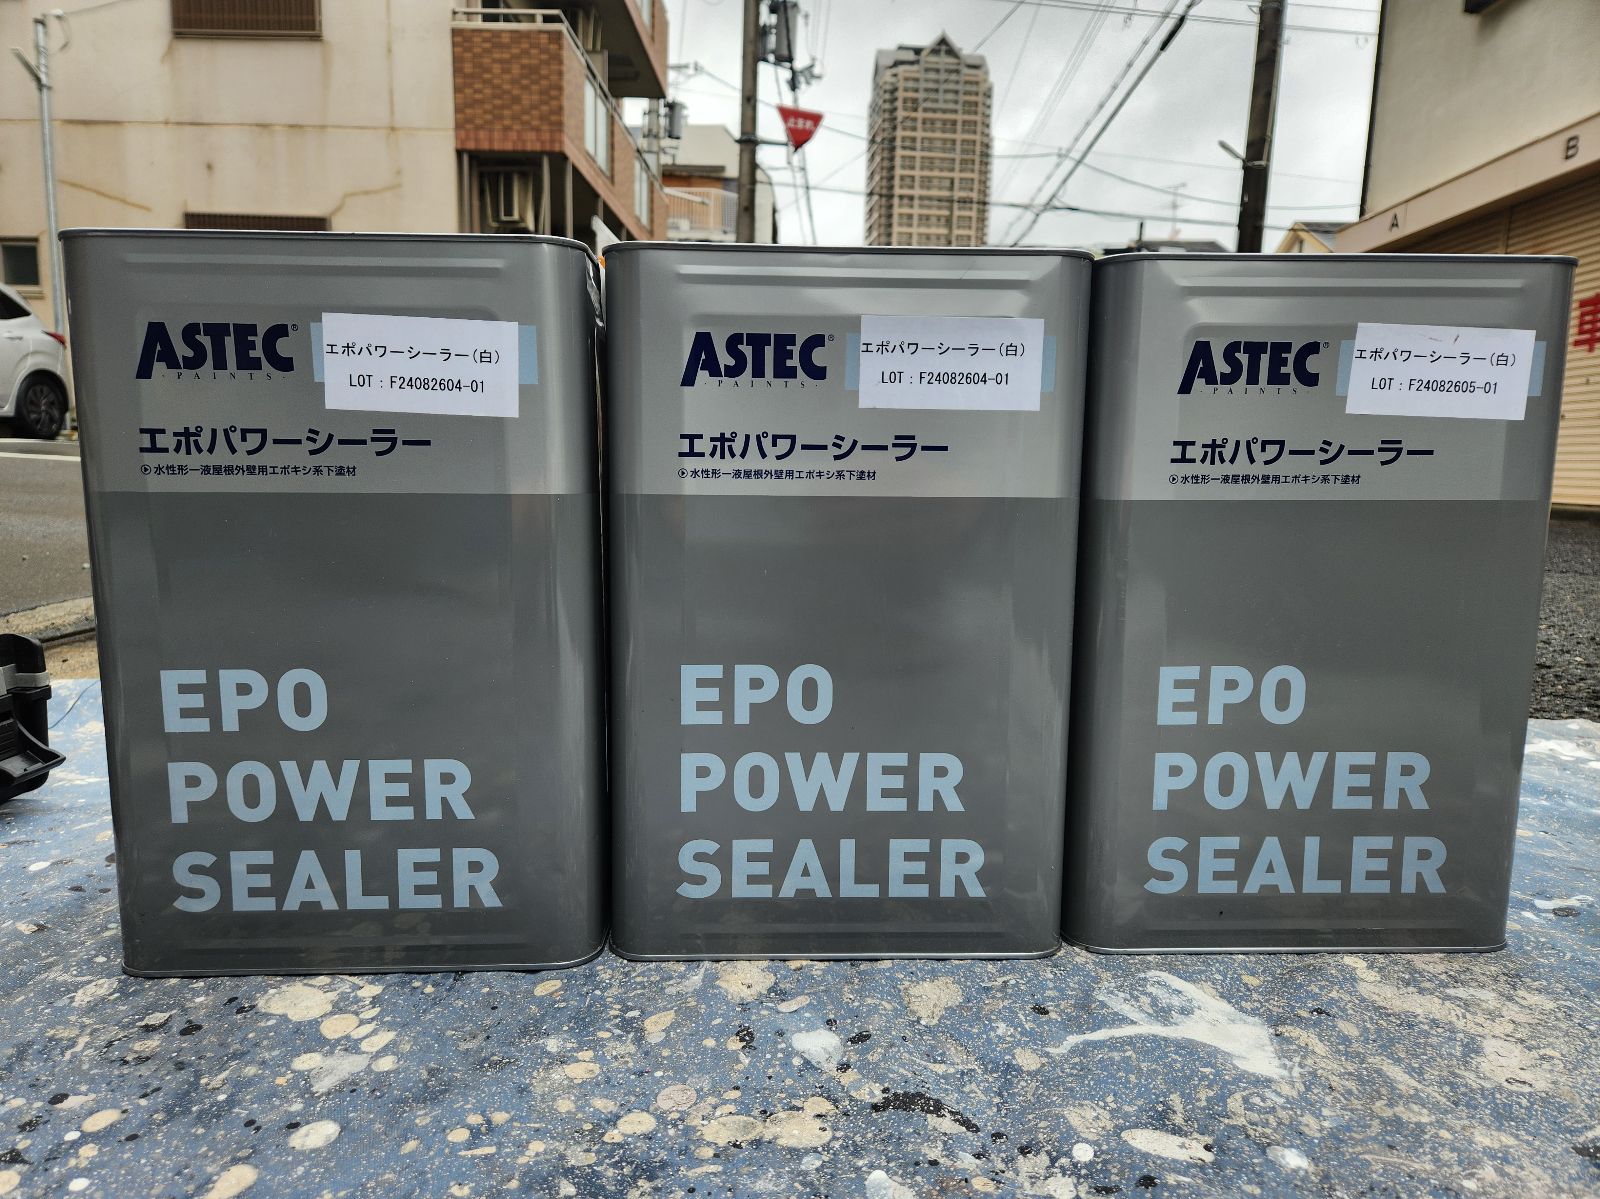 止まれ
B
A
車
ASTEC®
PAINTS
エポパワーシーラー(白)
LOT : F24082604-01
エポパワーシーラー
水性形一液屋根外壁用エポキシ系下塗材
EPO
POWER
SEALER
ASTEC®
PAINTS
エポパワーシーラー(白)
LOT : F24082604-01
エポパワーシーラー
水性形一液屋根外壁用エポキシ系下塗材
EPO
POWER
SEALER
ASTEC®
PAINTS
エポパワーシーラー(白)
LOT : F24082605-01
エポパワーシーラー
水性形一液屋根外壁用エポキシ系下塗材
EPO
POWER
SEALER